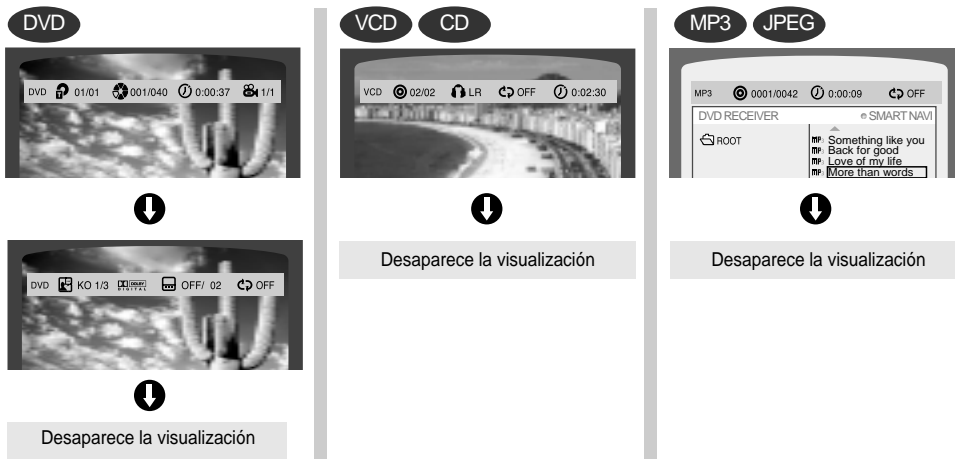 DVD
DVD 01/01 001/040 0:00:37 1/1
DVD KO 1/3 DOLBY DIGITAL OFF/ 02 OFF
Desaparece la visualización
VCD CD
VCD 02/02 LR OFF 0:02:30
Desaparece la visualización
MP3 JPEG
MP3 0001/0042 0:00:09 OFF
DVD RECEIVER SMART NAVI
ROOT
Something like you
Back for good
Love of my life
More than words
Desaparece la visualización